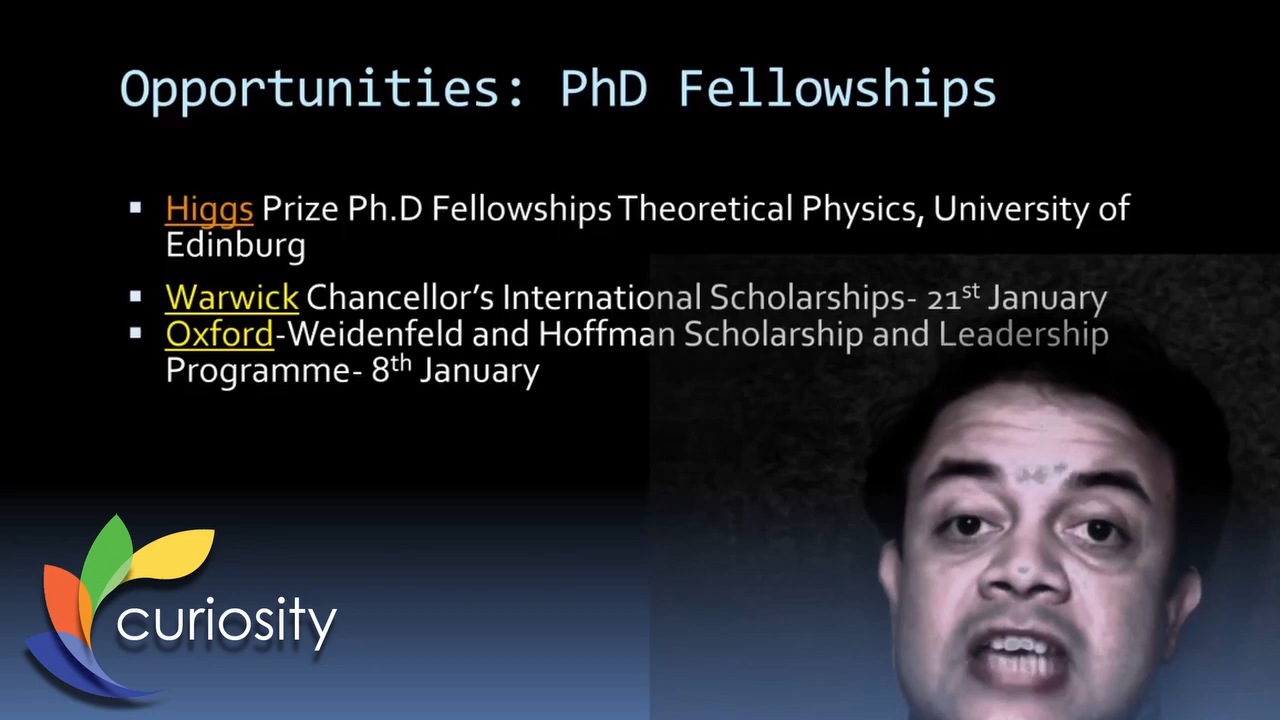 Opportunities: PhD Fellowships
▪ Higgs Prize Ph.D Fellowships Theoretical Physics, University of
Edinburg
▪ Warwick Chancellor’s International Scholarships- 21st January
▪ Oxford-Weidenfeld and Hoffman Scholarship and Leadership
Programme- 8th January
curiosity